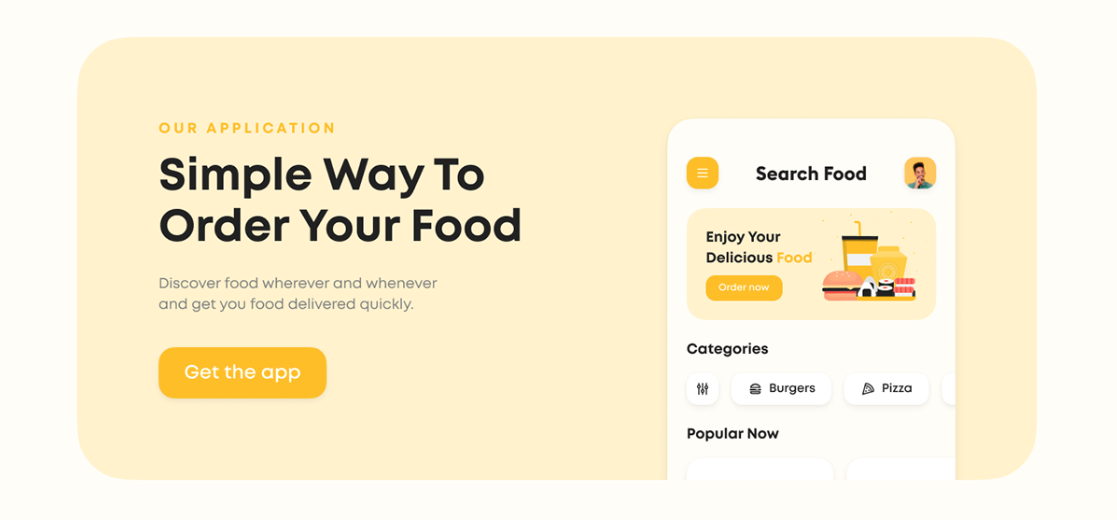 OUR APPLICATION
Simple Way To
Order Your Food
Discover food wherever and whenever
and get you food delivered quickly.
Get the app
Search Food
Enjoy Your
Delicious Food
Order now
Categories
Burgers
Pizza
Popular Now